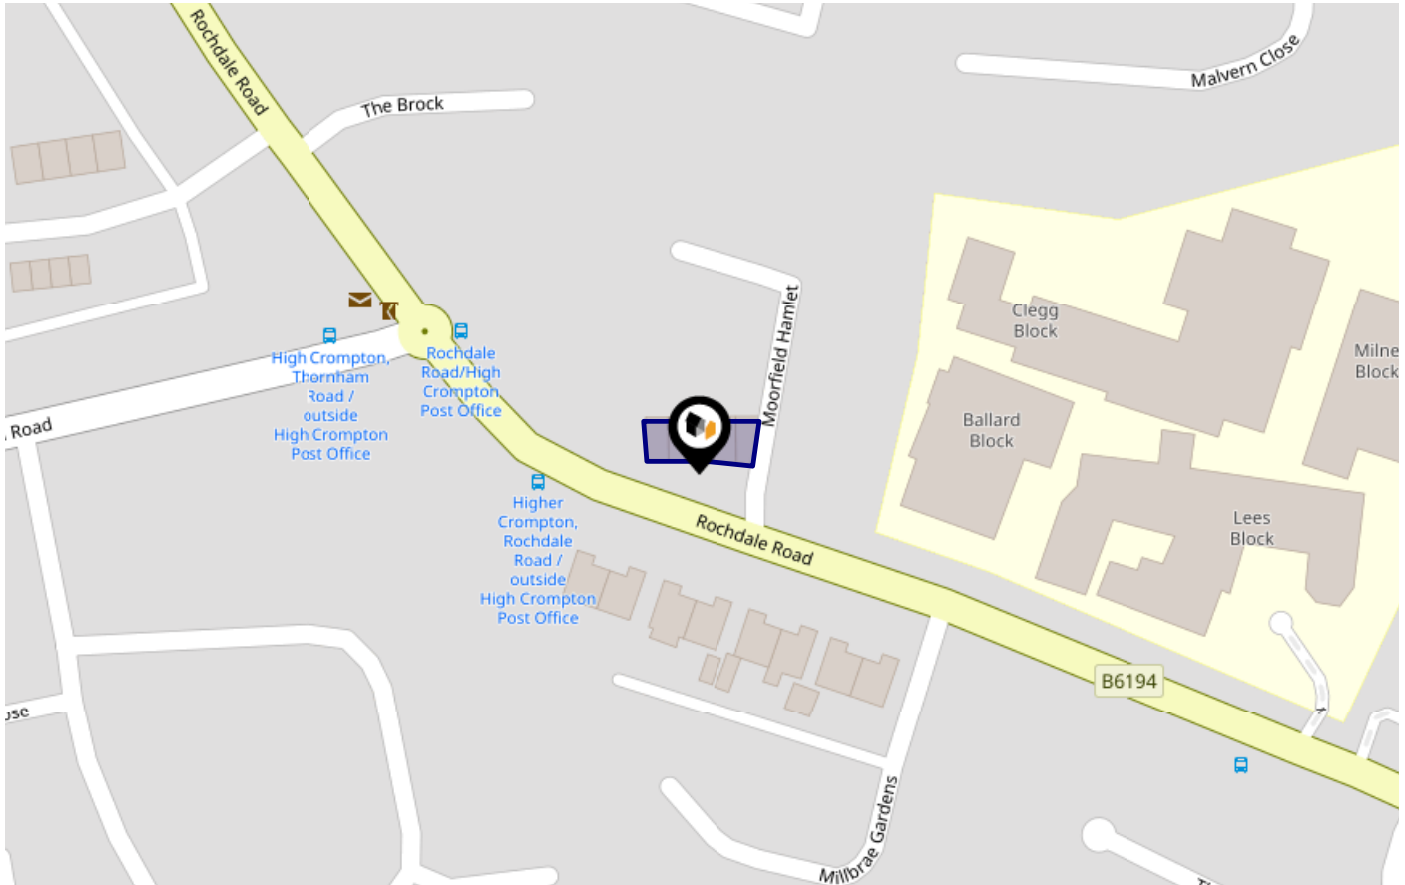 Rochdale Road
The Brock
Malvern Close
Moorfield Hamlet
Clegg
Block
Milne
Block
High Crompton,
Thornham
Road /
outside
High Crompton
Post Office
Rochdale
Road/High
Crompton
Post Office
Road
Ballard
Block
Higher
Crompton,
Rochdale
Road /
outside
High Crompton
Post Office
Rochdale Road
Lees
Block
B6194
Millbrae Gardens